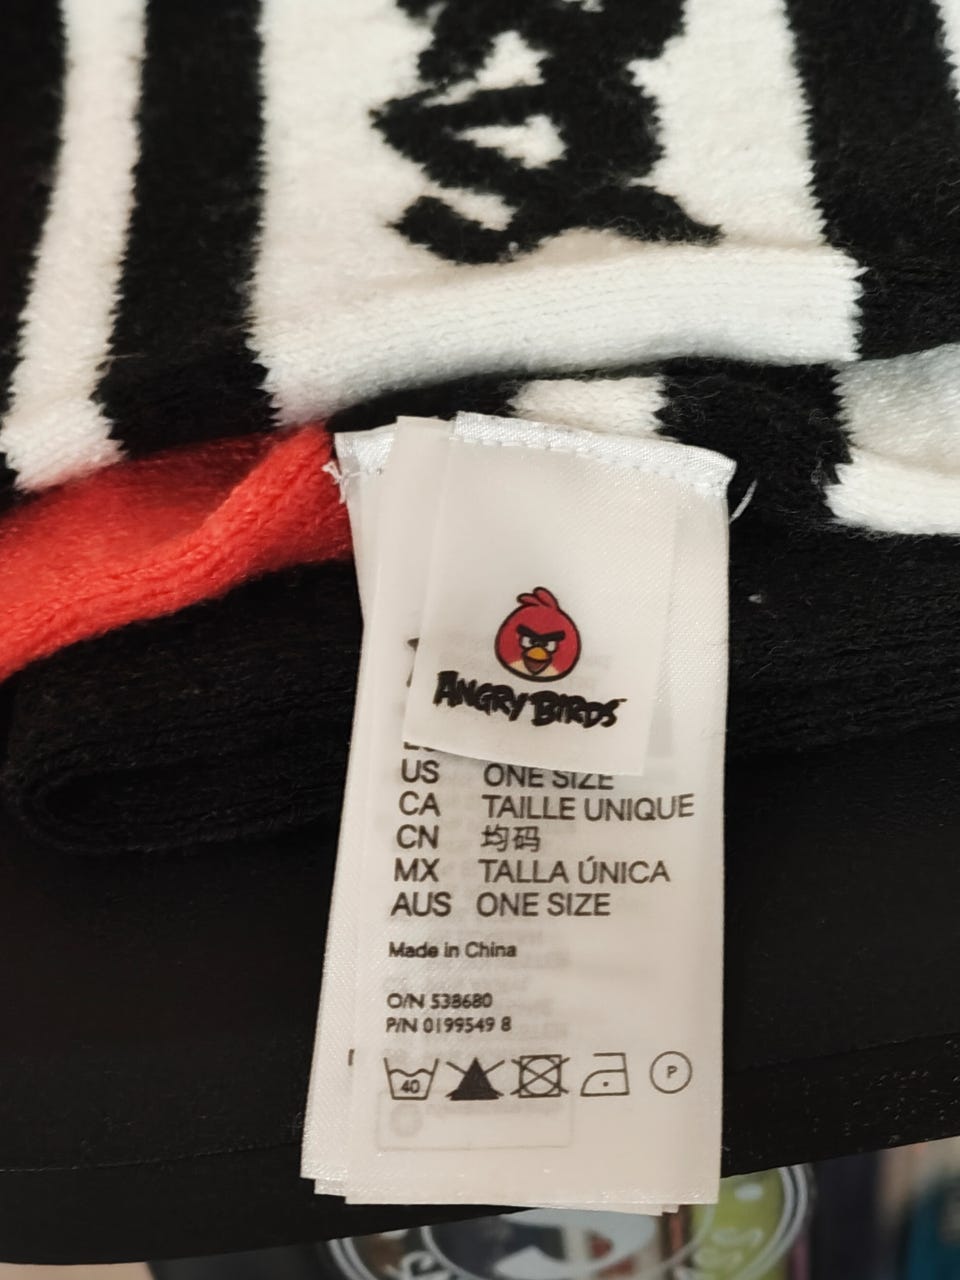 ANGRY BIRDS
US ONE SIZE
CA TAILLE UNIQUE
CN 均码
MX TALLA ÚNICA
AUS ONE SIZE
Made in China
O/N 538680
P/N 0199549 8
40
P